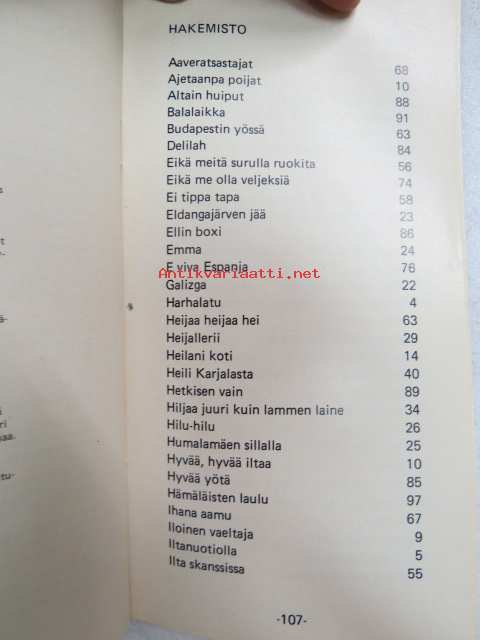 HAKEMISTO
Aaveratsastajat 68
Ajetaanpa poijat 10
Altain huiput 88
Balalaikka 91
Budapestin yössä 63
Delilah 84
Eikä meitä surulla ruokita 56
Eikä me olla veljeksiä 74
Ei tippa tapa 58
Eldangajärven jää 23
Ellin boxi 86
Emma 24
E viva Espanja 76
Antikvariaatti.net
Galizga 22
Harhalatu 4
Heijaa heijaa hei 63
Heijallerii 29
Heilani koti 14
Heili Karjalasta 40
Hetkisen vain 89
Hiljaa juuri kuin lammen laine 34
Hilu-hilu 26
Humalamäen sillalla 25
Hyvää, hyvää iltaa 10
Hyvää yötä 85
Hämäläisten laulu 97
Ihana aamu 67
Iloinen vaeltaja 9
Iltanuotiolla 5
Ilta skanssissa 55
-107-